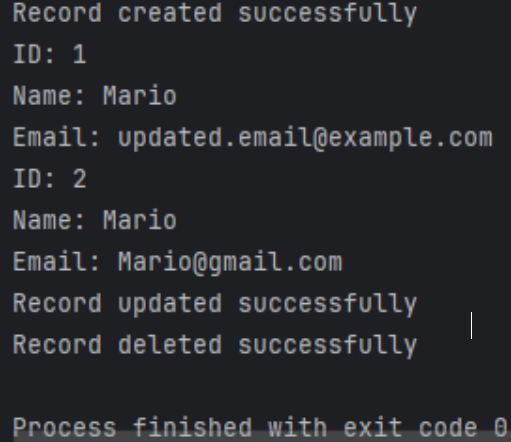 Record created successfully
ID: 1
Name: Mario
Email: updated.email@example.com
ID: 2
Name: Mario
Email: Mario@gmail.com
Record updated successfully
Record deleted successfully
Process finished with exit code 0